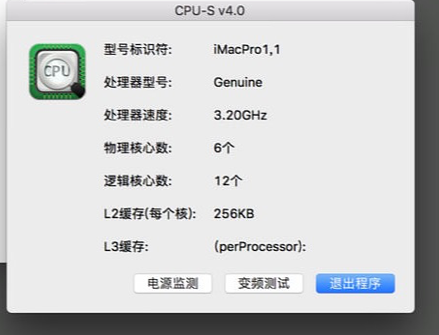 CPU-S v4.0
CPU
型号标识符: iMacPro1,1
处理器型号: Genuine
处理器速度: 3.20GHz
物理核心数: 6个
逻辑核心数: 12个
L2缓存(每个核): 256KB
L3缓存: (perProcessor):
电源监测 变频测试 退出程序